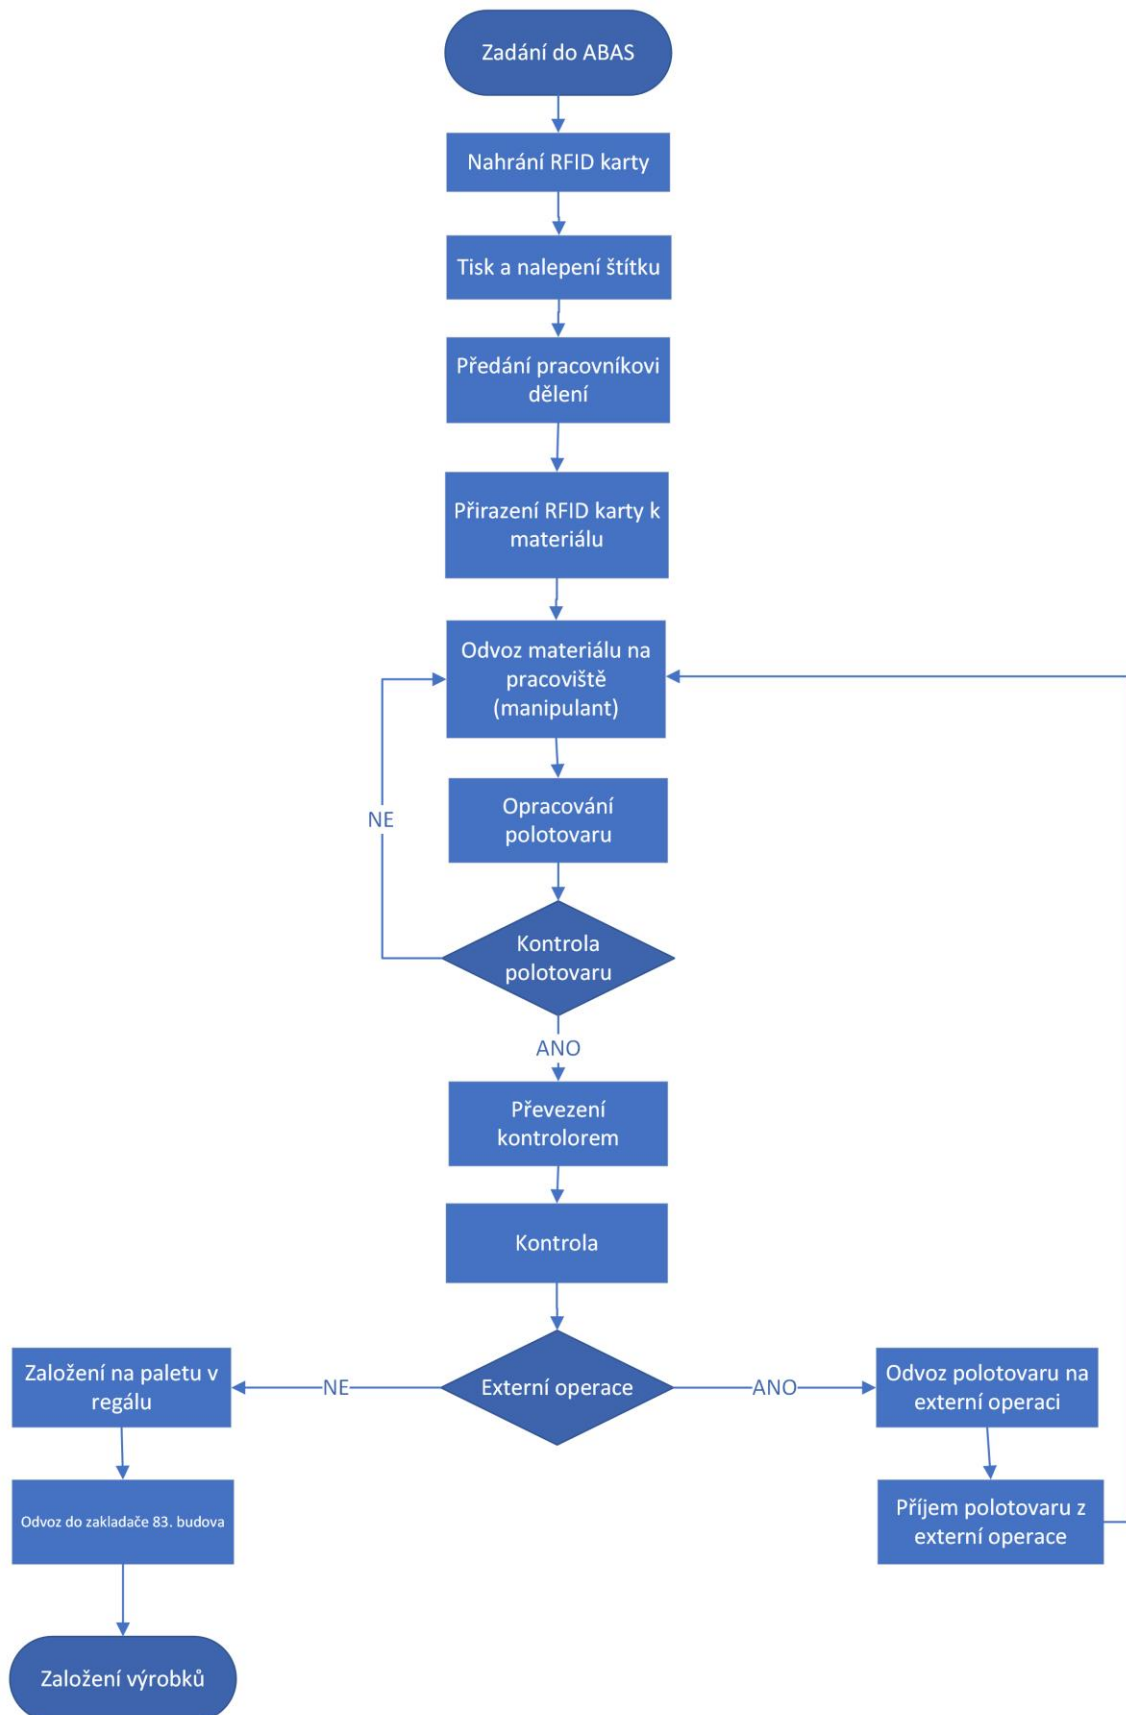 Zadání do ABAS
Nahrání RFID karty
Tisk a nalepení štítku
Předání pracovníkovi
dělení
Přirazení RFID karty k
materiálu
Odvoz materiálu na
pracoviště
(manipulant)
Opracování
polotovaru
NE
Kontrola
polotovaru
ANO
Převezení
kontrolorem
Kontrola
Založení na paletu v
regálu
NE
Externí operace
ANO
Odvoz polotovaru na
externí operaci
Odvoz do zakladače 83. budova
Příjem polotovaru z
externí operace
Založení výrobků